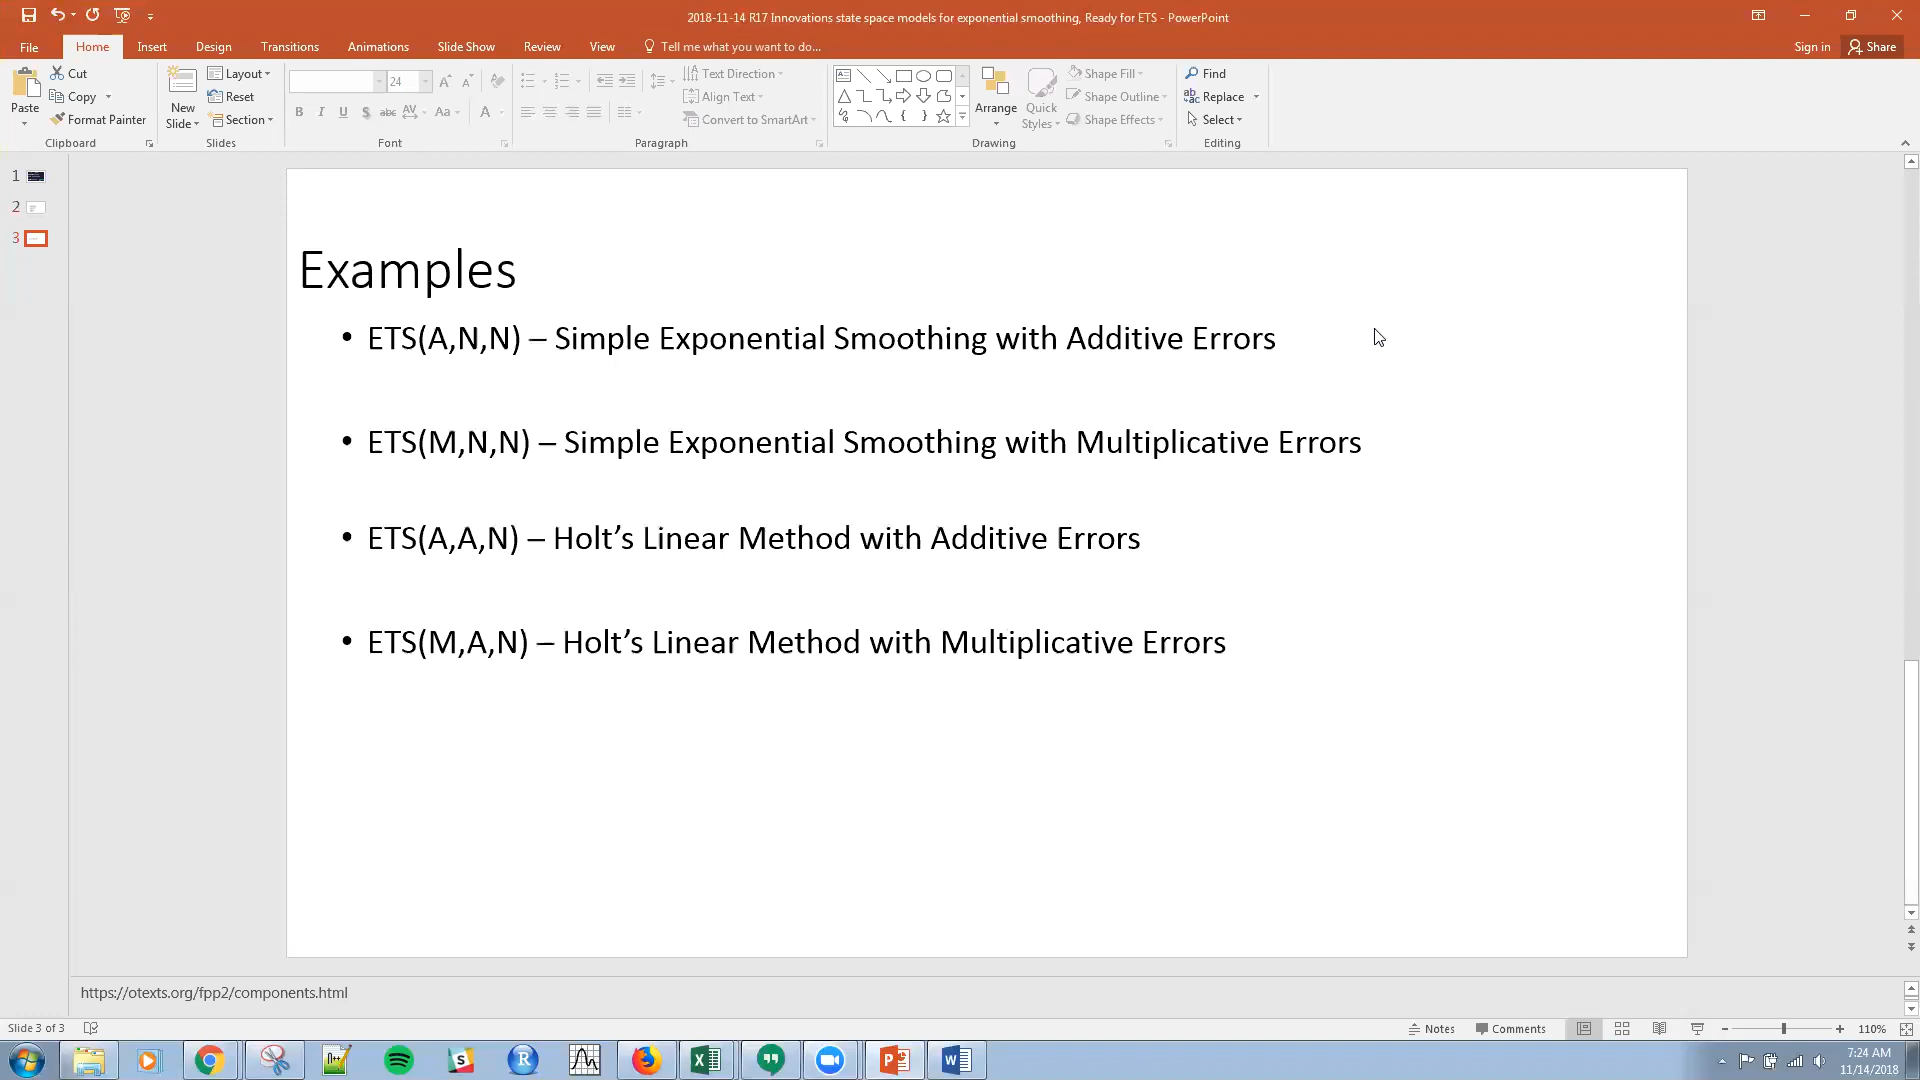 2018-11-14 R17 Innovations state space models for exponential smoothing, Ready for ETS - PowerPoint
File Home Insert Design Transitions Animations Slide Show Review View Tell me what you want to do... Sign in Share
Paste Cut Copy Format Painter Clipboard
New Slide Layout Reset Section Slides
24 B I U S abc AV Aa A Font
Text Direction Align Text Convert to SmartArt Paragraph
Arrange Quick Styles Shape Fill Shape Outline Shape Effects Drawing
Find Replace Select Editing
1
2
3
Examples
• ETS(A,N,N) – Simple Exponential Smoothing with Additive Errors
• ETS(M,N,N) – Simple Exponential Smoothing with Multiplicative Errors
• ETS(A,A,N) – Holt’s Linear Method with Additive Errors
• ETS(M,A,N) – Holt’s Linear Method with Multiplicative Errors
https://otexts.org/fpp2/components.html
Slide 3 of 3 Notes Comments 110%
7:24 AM
11/14/2018